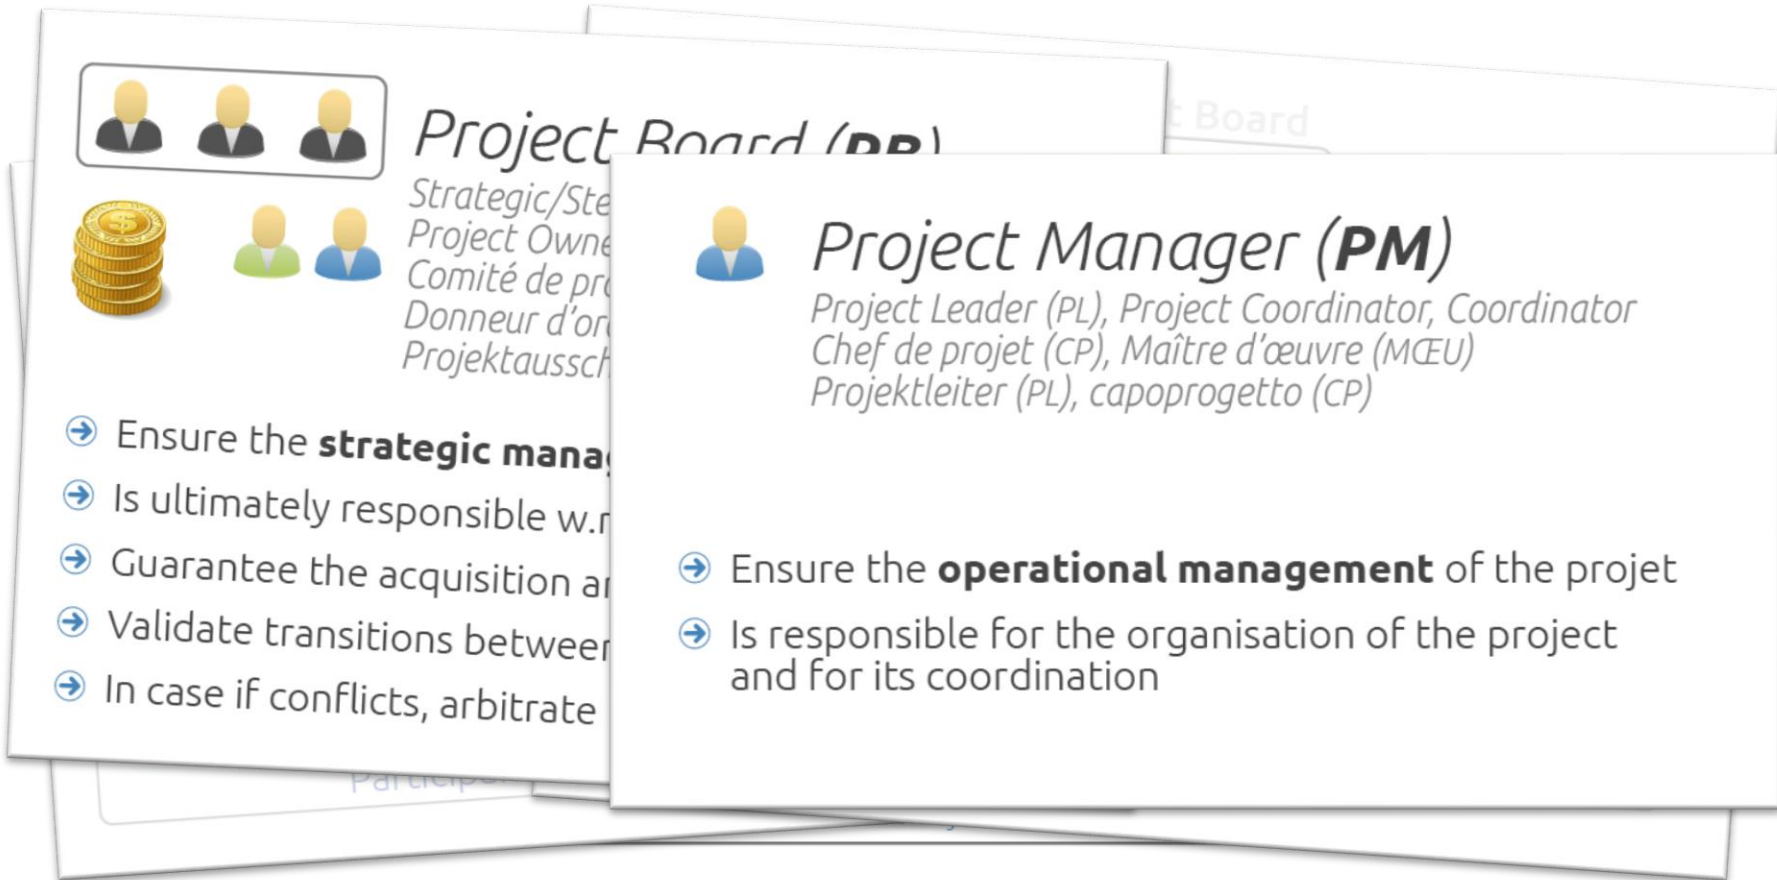 Project Board (PB)
Strategic/Ste
Project Owne
Comité de pro
Donneur d'or
Projektaussch
Ensure the strategic mana
Is ultimately responsible w.r
Guarantee the acquisition a
Validate transitions between
In case if conflicts, arbitrate
t Board
Project Manager (PM)
Project Leader (PL), Project Coordinator, Coordinator
Chef de projet (CP), Maître d'œuvre (MŒU)
Projektleiter (PL), capoprogetto (CP)
Ensure the operational management of the projet
Is responsible for the organisation of the project
and for its coordination